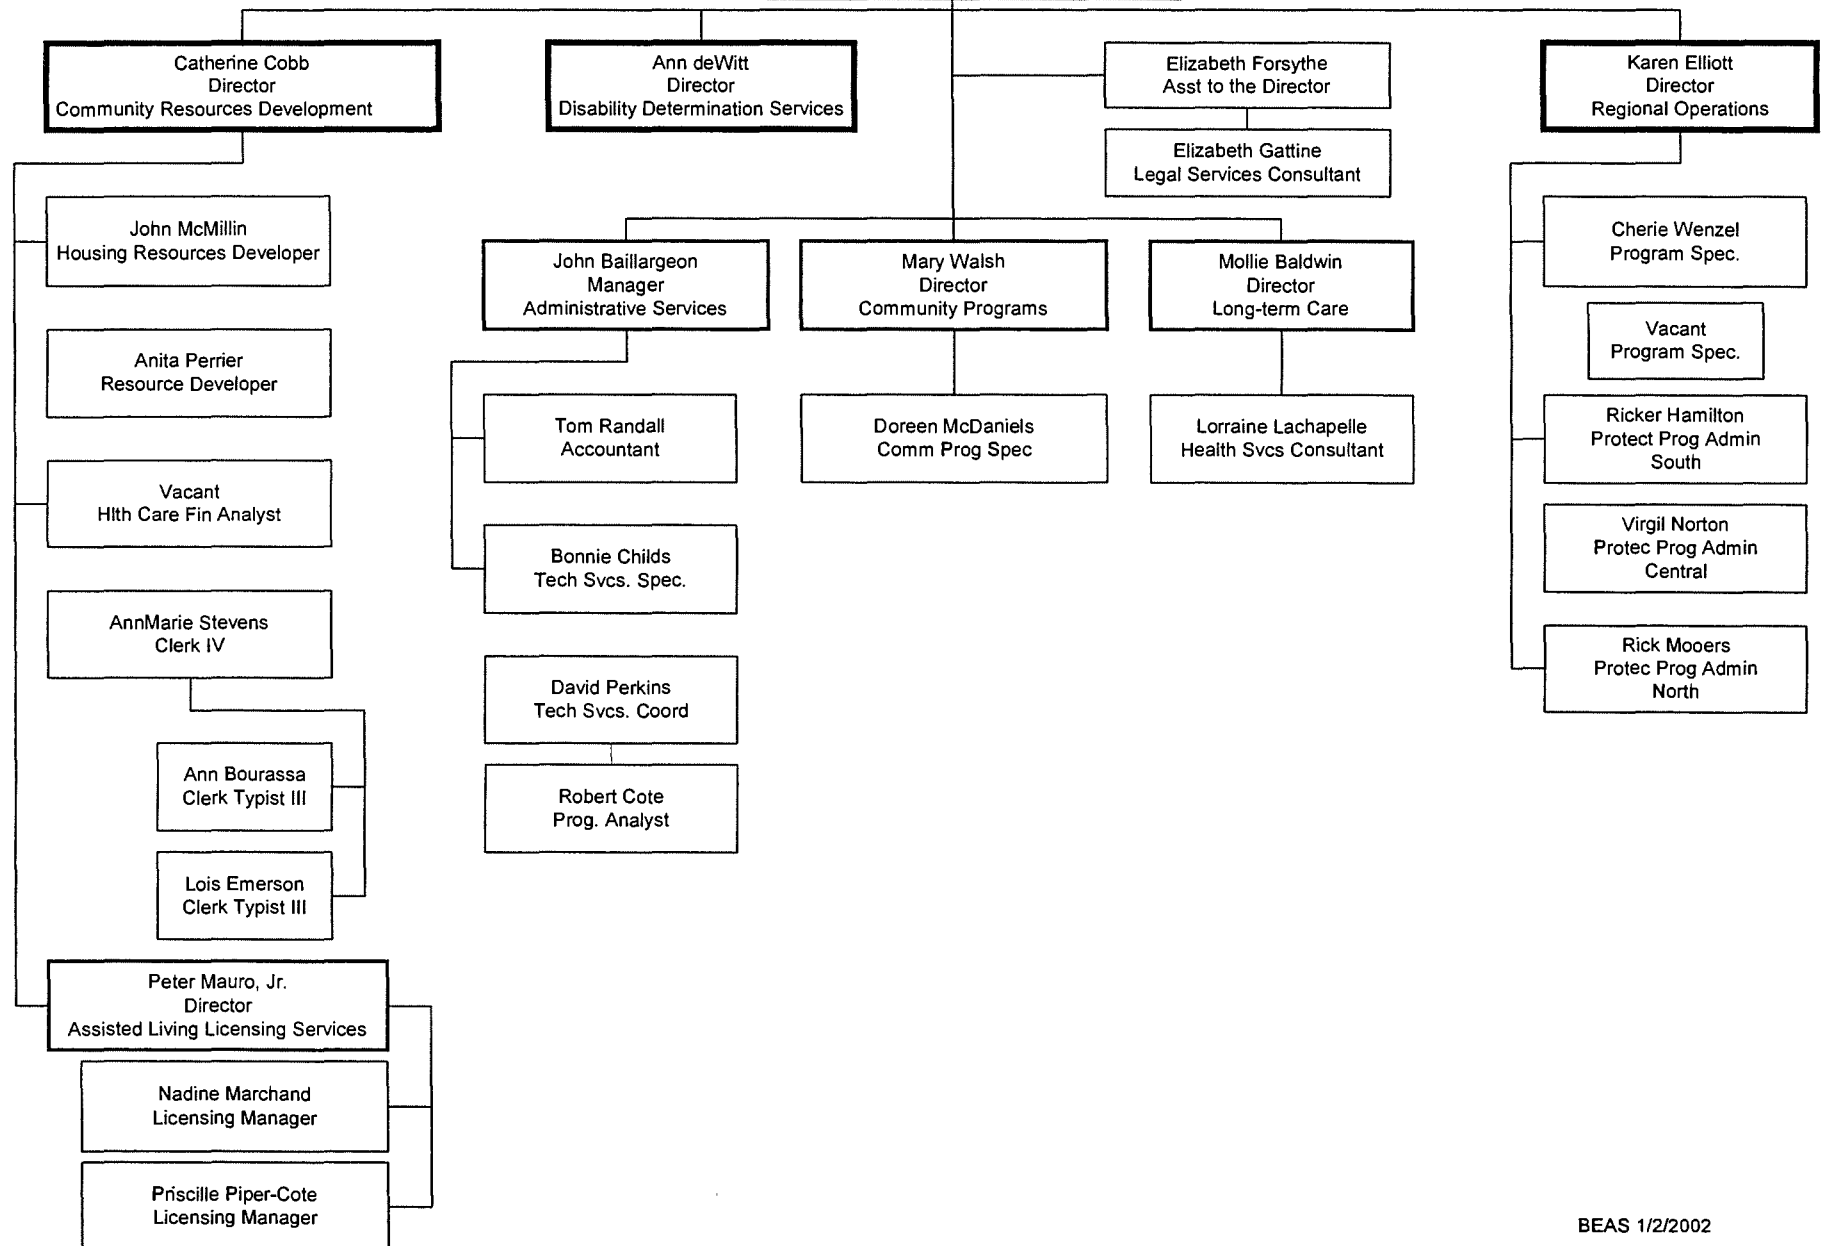 Catherine Cobb
Director
Community Resources Development
Ann deWitt
Director
Disability Determination Services
Elizabeth Forsythe
Asst to the Director
Elizabeth Gattine
Legal Services Consultant
Karen Elliott
Director
Regional Operations
John McMillin
Housing Resources Developer
Anita Perrier
Resource Developer
Vacant
Hlth Care Fin Analyst
AnnMarie Stevens
Clerk IV
Ann Bourassa
Clerk Typist III
Lois Emerson
Clerk Typist III
Peter Mauro, Jr.
Director
Assisted Living Licensing Services
Nadine Marchand
Licensing Manager
Priscille Piper-Cote
Licensing Manager
John Baillargeon
Manager
Administrative Services
Tom Randall
Accountant
Bonnie Childs
Tech Svcs. Spec.
David Perkins
Tech Svcs. Coord
Robert Cote
Prog. Analyst
Mary Walsh
Director
Community Programs
Doreen McDaniels
Comm Prog Spec
Mollie Baldwin
Director
Long-term Care
Lorraine Lachapelle
Health Svcs Consultant
Cherie Wenzel
Program Spec.
Vacant
Program Spec.
Ricker Hamilton
Protect Prog Admin
South
Virgil Norton
Protec Prog Admin
Central
Rick Mooers
Protec Prog Admin
North
BEAS 1/2/2002